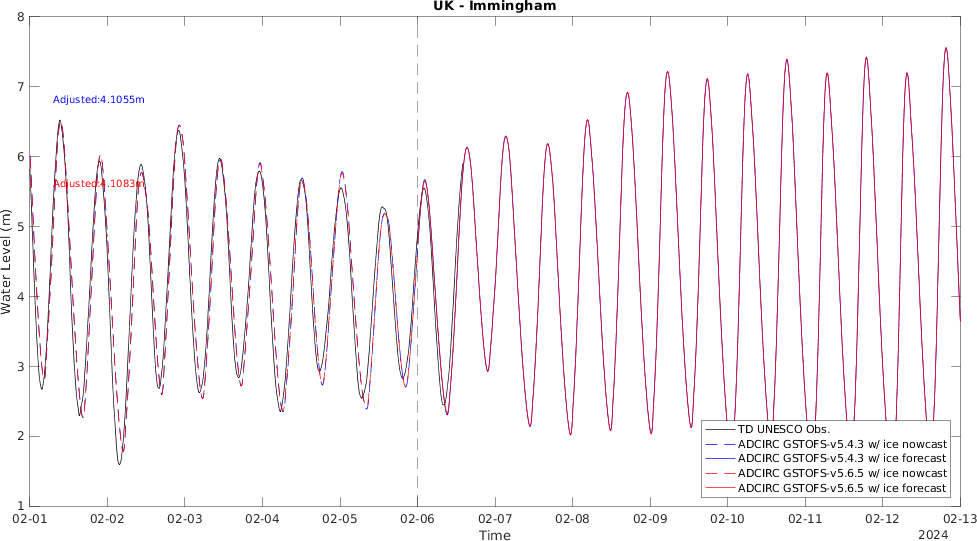 UK - Immingham
8
7
6
5
4
3
2
1
Water Level (m)
Adjusted:4.1055m
Adjusted:4.1083m
TD UNESCO Obs.
ADCIRC GSTOFS-v5.4.3 w/ ice nowcast
ADCIRC GSTOFS-v5.4.3 w/ ice forecast
ADCIRC GSTOFS-v5.6.5 w/ ice nowcast
ADCIRC GSTOFS-v5.6.5 w/ ice forecast
02-01 02-02 02-03 02-04 02-05 02-06 02-07 02-08 02-09 02-10 02-11 02-12 02-13
Time
2024